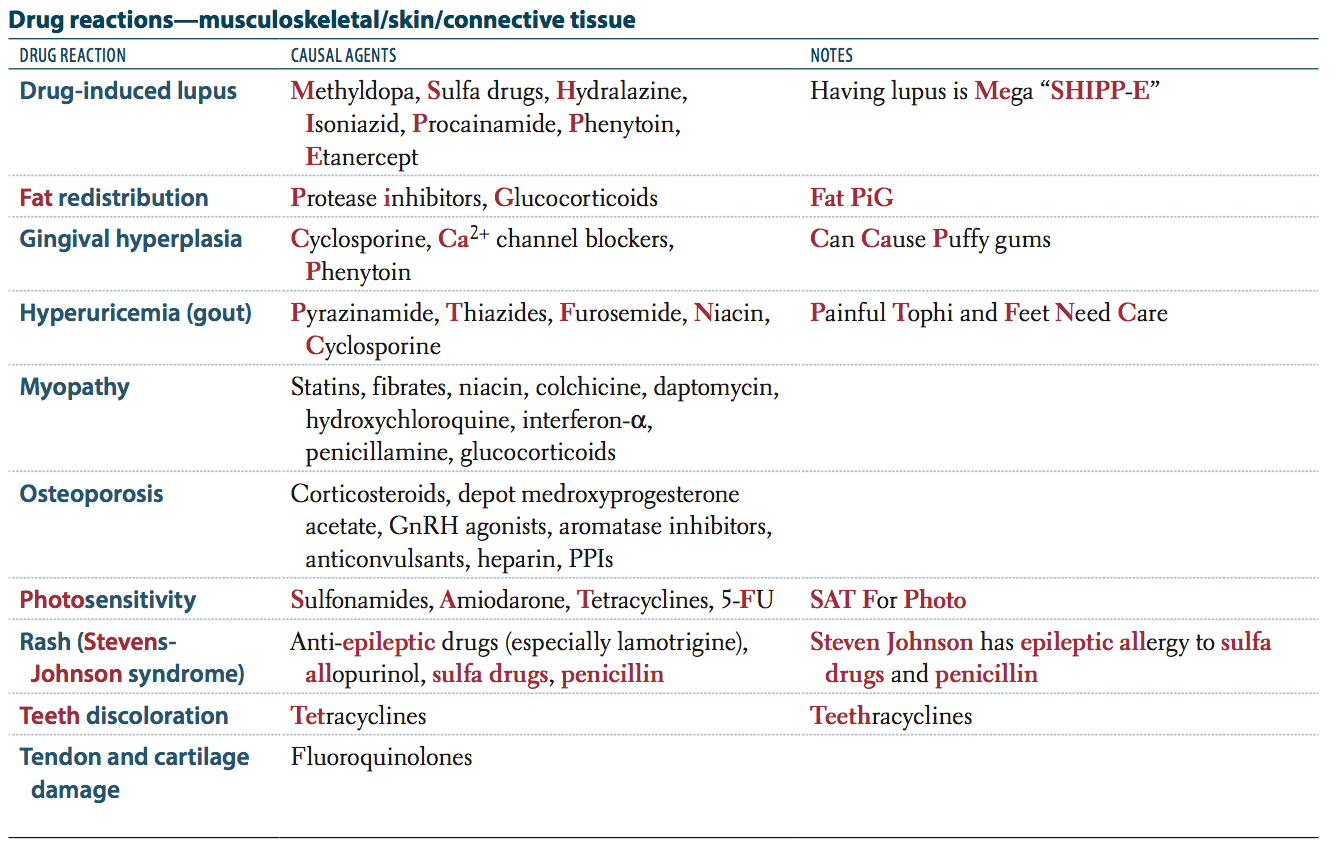 Drug reactions—musculoskeletal/skin/connective tissue
DRUG REACTION CAUSAL AGENTS NOTES
Drug-induced lupus Methyldopa, Sulfa drugs, Hydralazine, Having lupus is Mega “SHIPP-E”
Isoniazid, Procainamide, Phenytoin,
Etanercept
Fat redistribution Protease inhibitors, Glucocorticoids Fat PiG
Gingival hyperplasia Cyclosporine, Ca2+ channel blockers, Can Cause Puffy gums
Phenytoin
Hyperuricemia (gout) Pyrazinamide, Thiazides, Furosemide, Niacin, Painful Tophi and Feet Need Care
Cyclosporine
Myopathy Statins, fibrates, niacin, colchicine, daptomycin,
hydroxychloroquine, interferon-α,
penicillamine, glucocorticoids
Osteoporosis Corticosteroids, depot medroxyprogesterone
acetate, GnRH agonists, aromatase inhibitors,
anticonvulsants, heparin, PPIs
Photosensitivity Sulfonamides, Amiodarone, Tetracyclines, 5-FU SAT For Photo
Rash (Stevens- Anti-epileptic drugs (especially lamotrigine), Steven Johnson has epileptic allergy to sulfa
Johnson syndrome) allopurinol, sulfa drugs, penicillin drugs and penicillin
Teeth discoloration Tetracyclines Teethracyclines
Tendon and cartilage Fluoroquinolones
damage